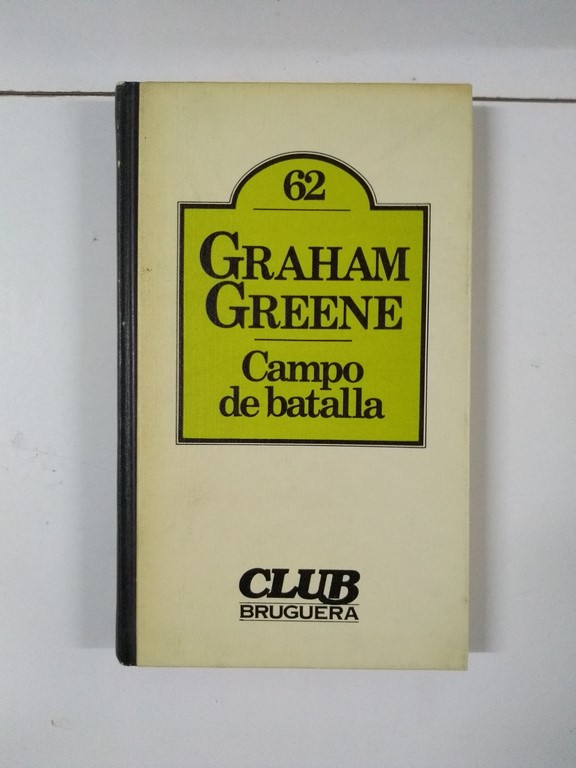 62
GRAHAM
GREENE
Campo
de batalla
CLUB
BRUGUERA